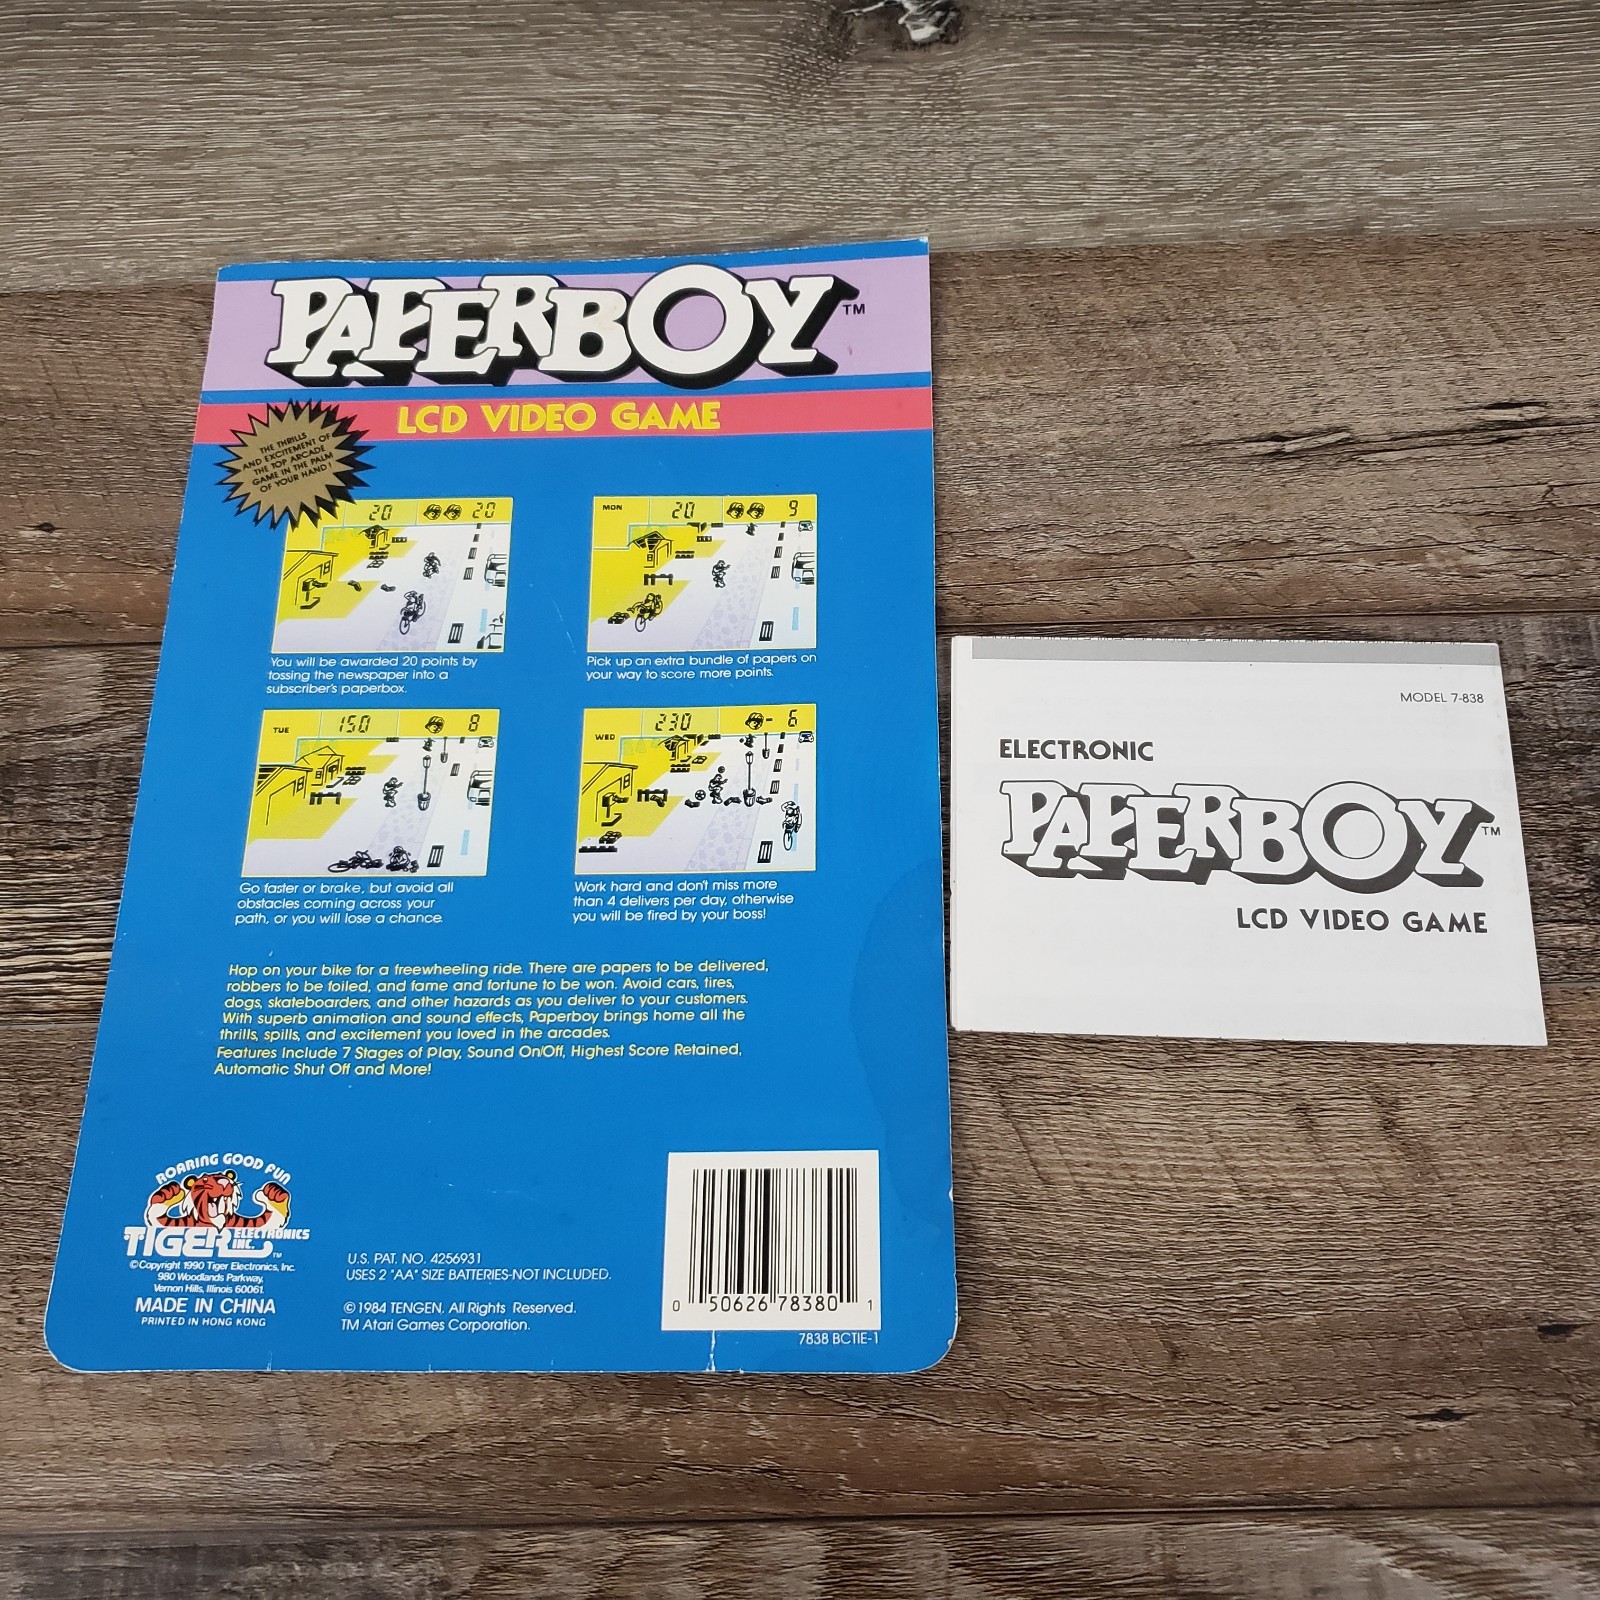 PAPERBOY™
LCD VIDEO GAME
THE THRILLS
AND EXCITEMENT OF
THE TOP ARCADE
GAME IN THE PALM
OF YOUR HAND!
20 20
You will be awarded 20 points by
tossing the newspaper into a
subscriber's paperbox.
MON 20 9
Pick up an extra bundle of papers on
your way to score more points.
TUE 150 8
Go faster or brake, but avoid all
obstacles coming across your
path, or you will lose a chance.
WED 230 - 6
Work hard and don't miss more
than 4 delivers per day, otherwise
you will be fired by your boss!
Hop on your bike for a freewheeling ride. There are papers to be delivered,
robbers to be foiled, and fame and fortune to be won. Avoid cars, tires,
dogs, skateboarders, and other hazards as you deliver to your customers.
With superb animation and sound effects, Paperboy brings home all the
thrills, spills, and excitement you loved in the arcades.
Features Include 7 Stages of play, Sound On/Off, Highest Score Retained,
Automatic Shut Off and More!
ROARING GOOD FUN
TIGER ELECTRONICS
INC.™
© Copyright 1990 Tiger Electronics, Inc.
980 Woodlands Parkway,
Vernon Hills, Illinois 60061.
MADE IN CHINA
PRINTED IN HONG KONG
U.S. PAT. NO. 4256931
USES 2 "AA" SIZE BATTERIES-NOT INCLUDED.
© 1984 TENGEN. All Rights Reserved.
TM Atari Games Corporation.
0 50626 78380 1
7838 BCTIE-1
MODEL 7-838
ELECTRONIC
PAPERBOY™
LCD VIDEO GAME